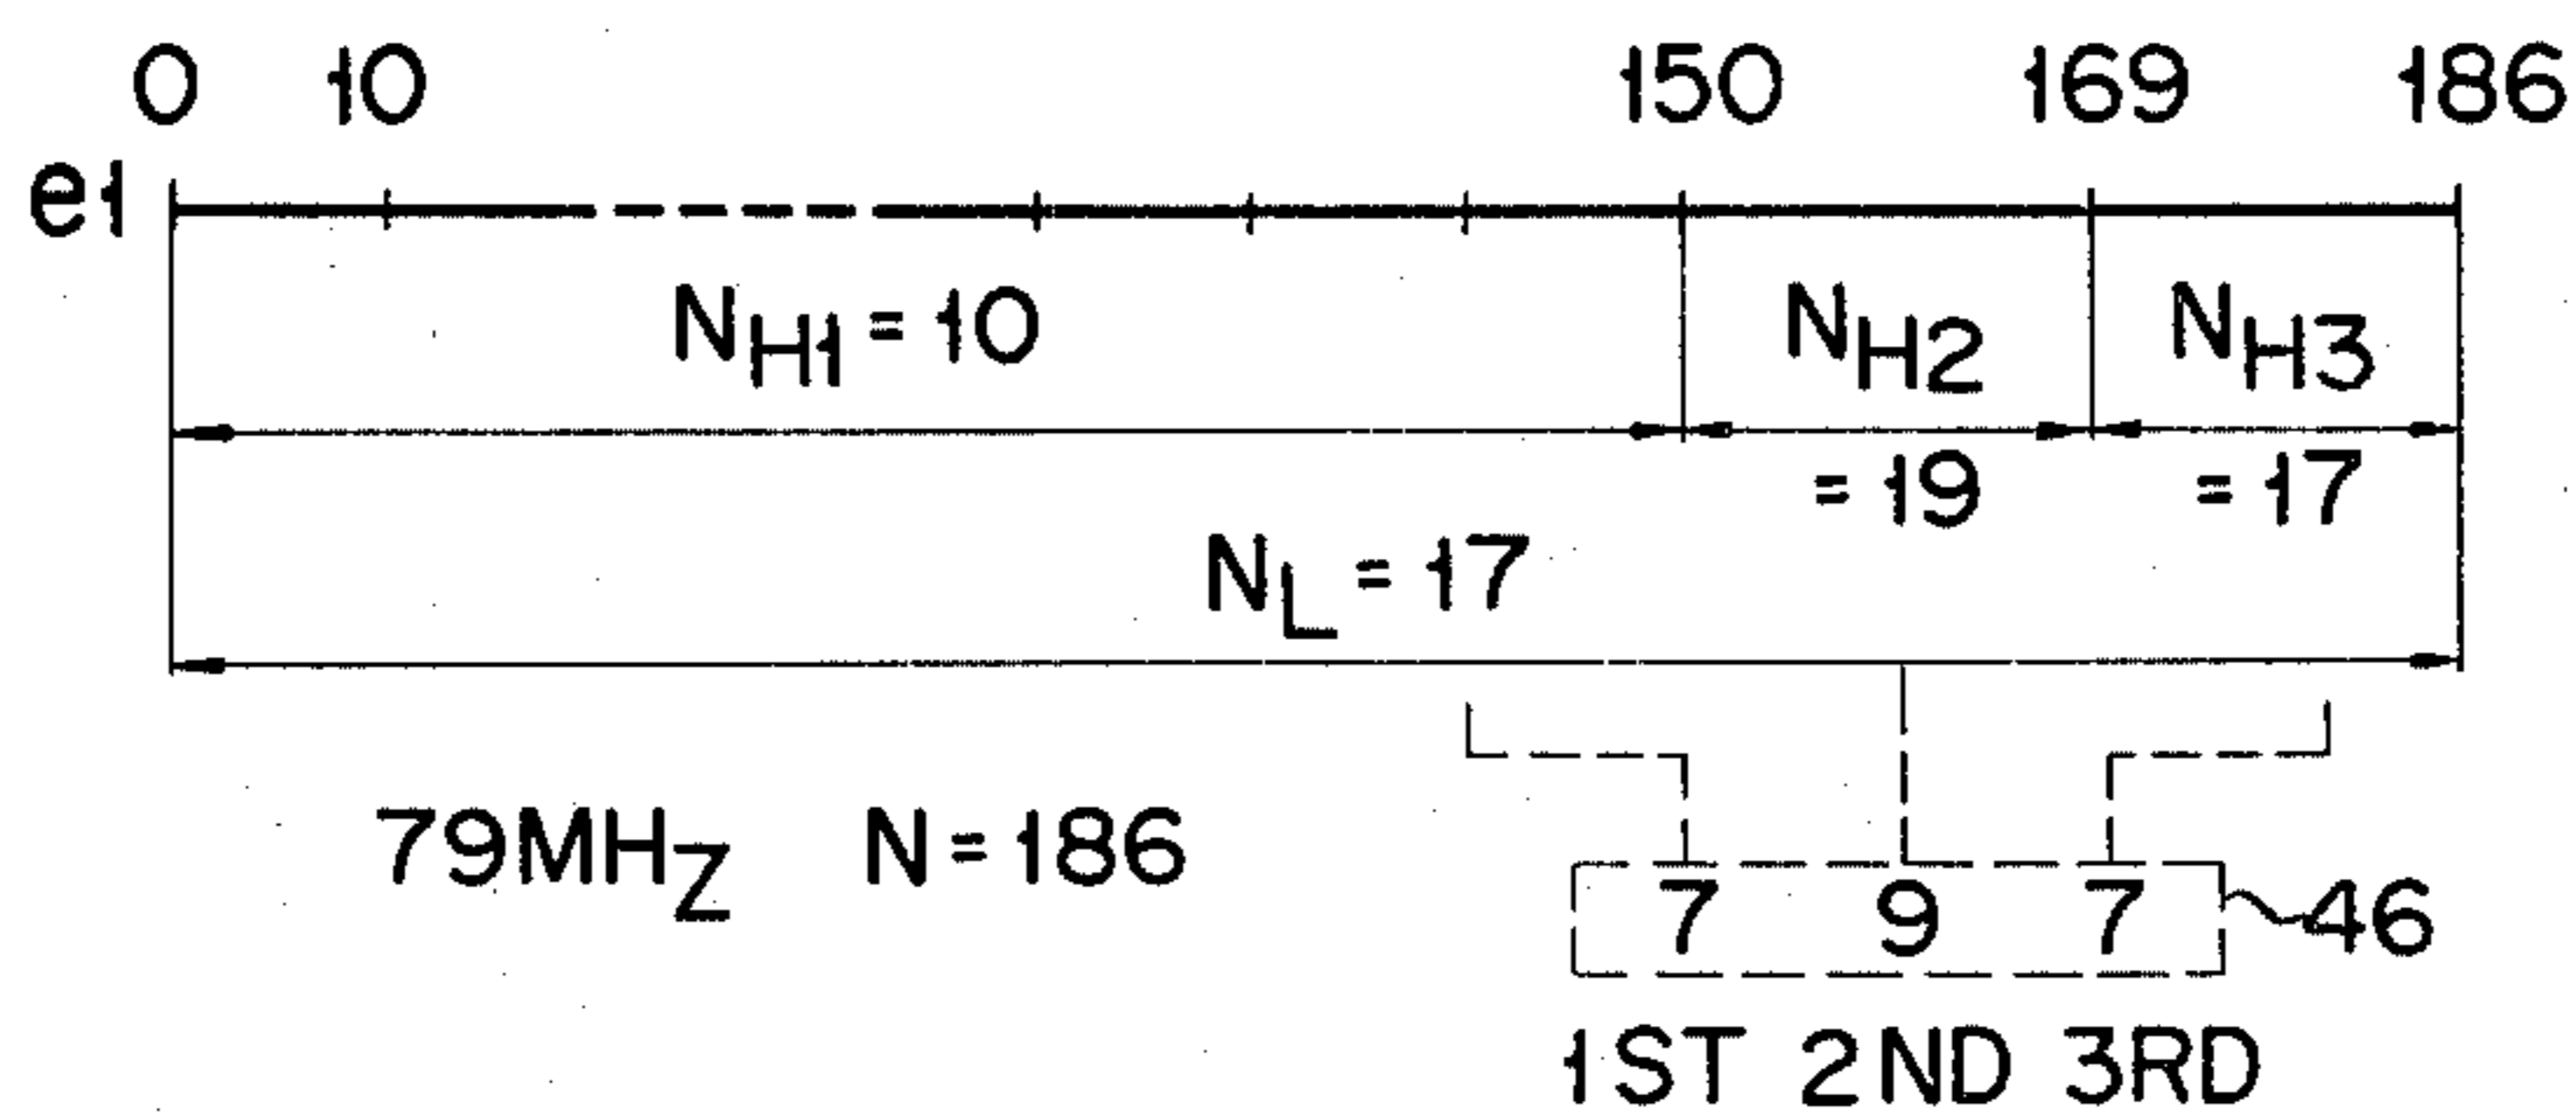 0 10 150 169 186
e1
NH1 = 10 NH2 = 19 NH3 = 17
NL = 17
79MHZ N = 186
7 9 7 46
1ST 2ND 3RD